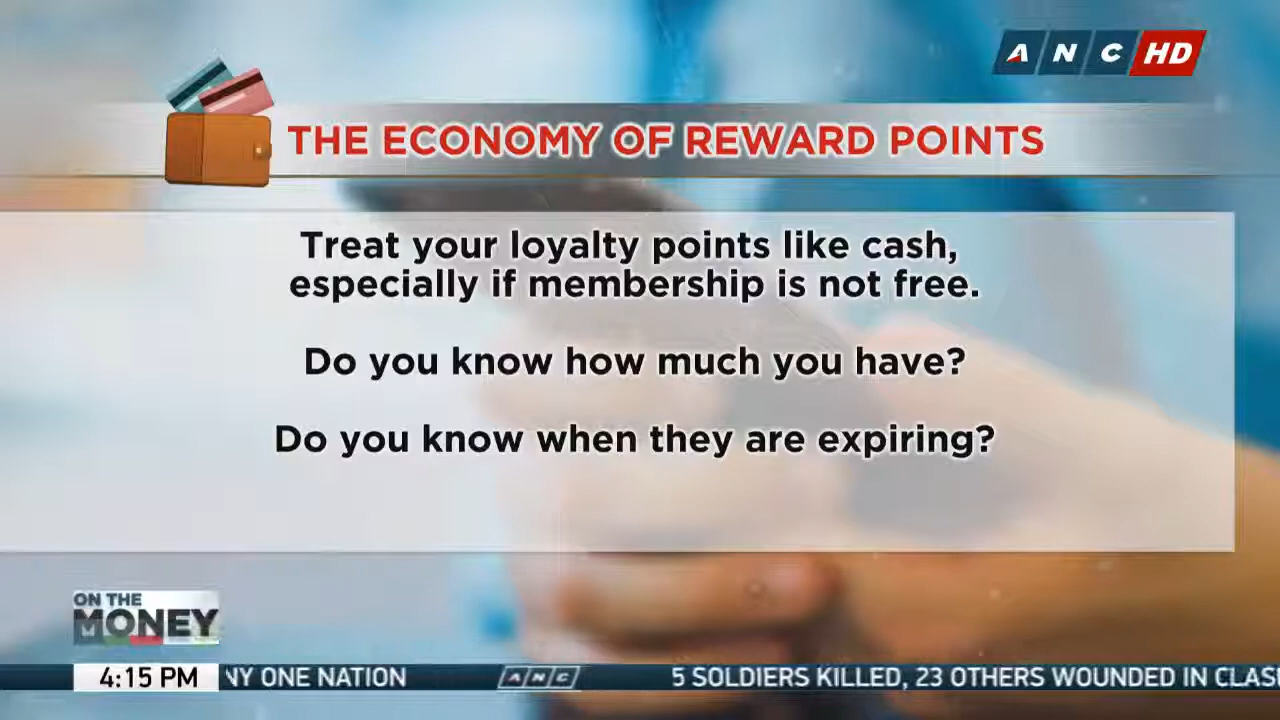 ANC HD
THE ECONOMY OF REWARD POINTS
Treat your loyalty points like cash,
especially if membership is not free.
Do you know how much you have?
Do you know when they are expiring?
ON THE
MONEY
4:15 PM
ONE NATION
ANC
5 SOLDIERS KILLED, 23 OTHERS WOUNDED IN